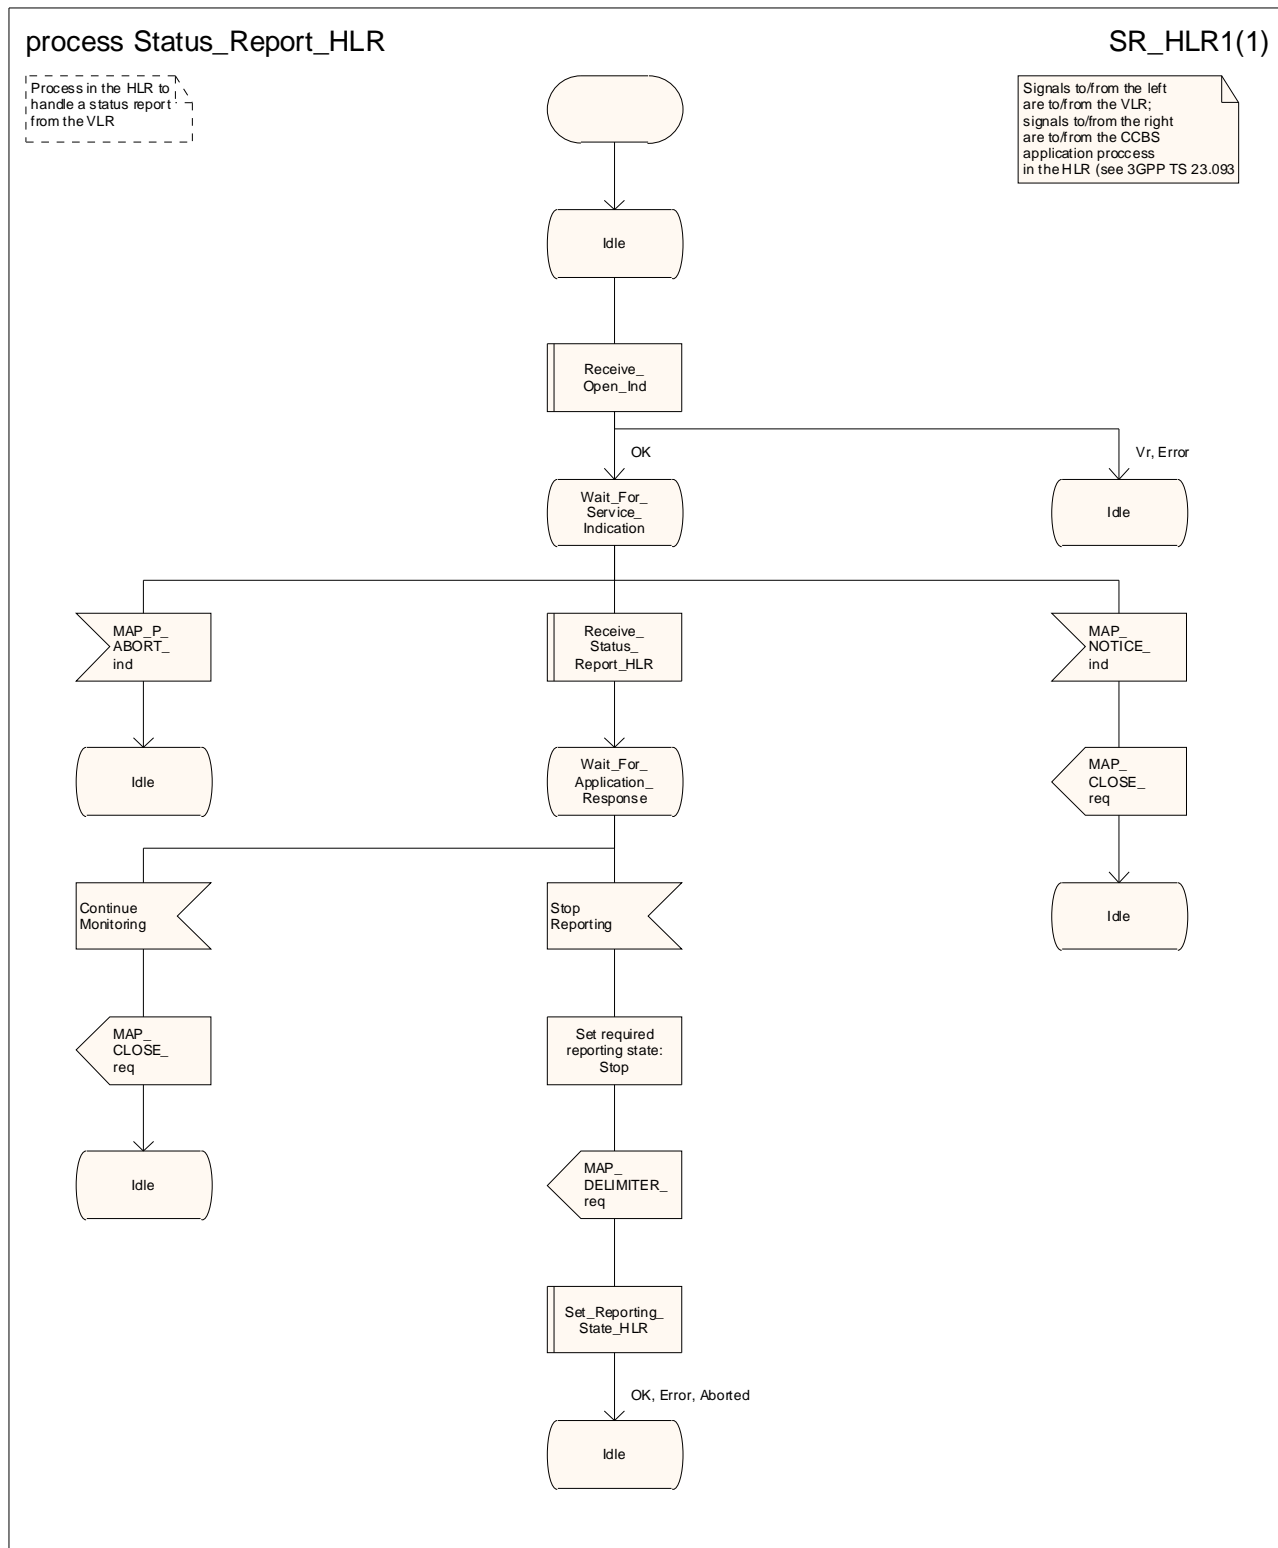 process Status_Report_HLR
SR_HLR1(1)
Process in the HLR to
handle a status report
from the VLR
Signals to/from the left
are to/from the VLR;
signals to/from the right
are to/from the CCBS
application proccess
in the HLR (see 3GPP TS 23.093
Idle
Receive_
Open_Ind
OK
Vr, Error
Wait_For_
Service_
Indication
Idle
MAP_P_
ABORT_
ind
Receive_
Status_
Report_HLR
MAP_
NOTICE_
ind
Idle
Wait_For_
Application_
Response
MAP_
CLOSE_
req
Continue
Monitoring
Stop
Reporting
Idle
MAP_
CLOSE_
req
Set required
reporting state:
Stop
Idle
MAP_
DELIMITER_
req
Set_Reporting_
State_HLR
OK, Error, Aborted
Idle